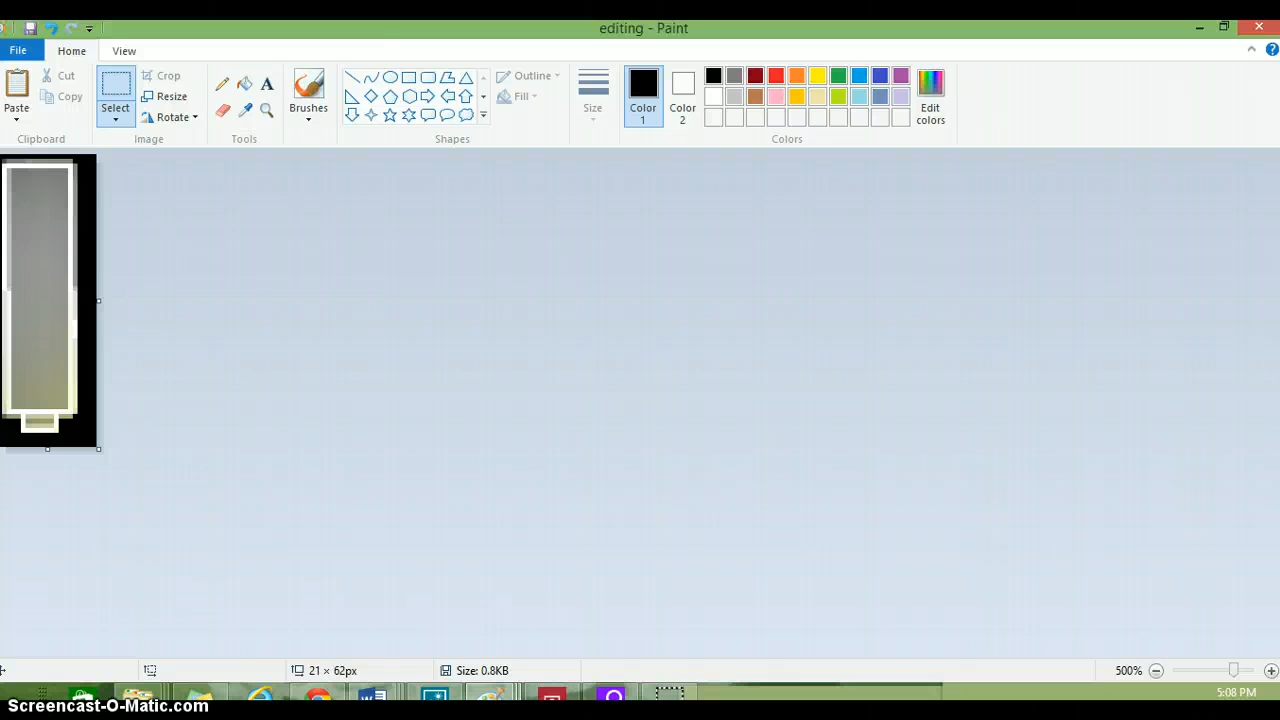 editing - Paint
File Home View
Paste
Cut
Copy
Clipboard
Select
Crop
Resize
Rotate
Image
A
Tools
Brushes
Shapes
Outline
Fill
Size
Color 1
Color 2
Edit colors
Colors
21 × 62px
Size: 0.8KB
500%
5:08 PM
Screencast-O-Matic.com